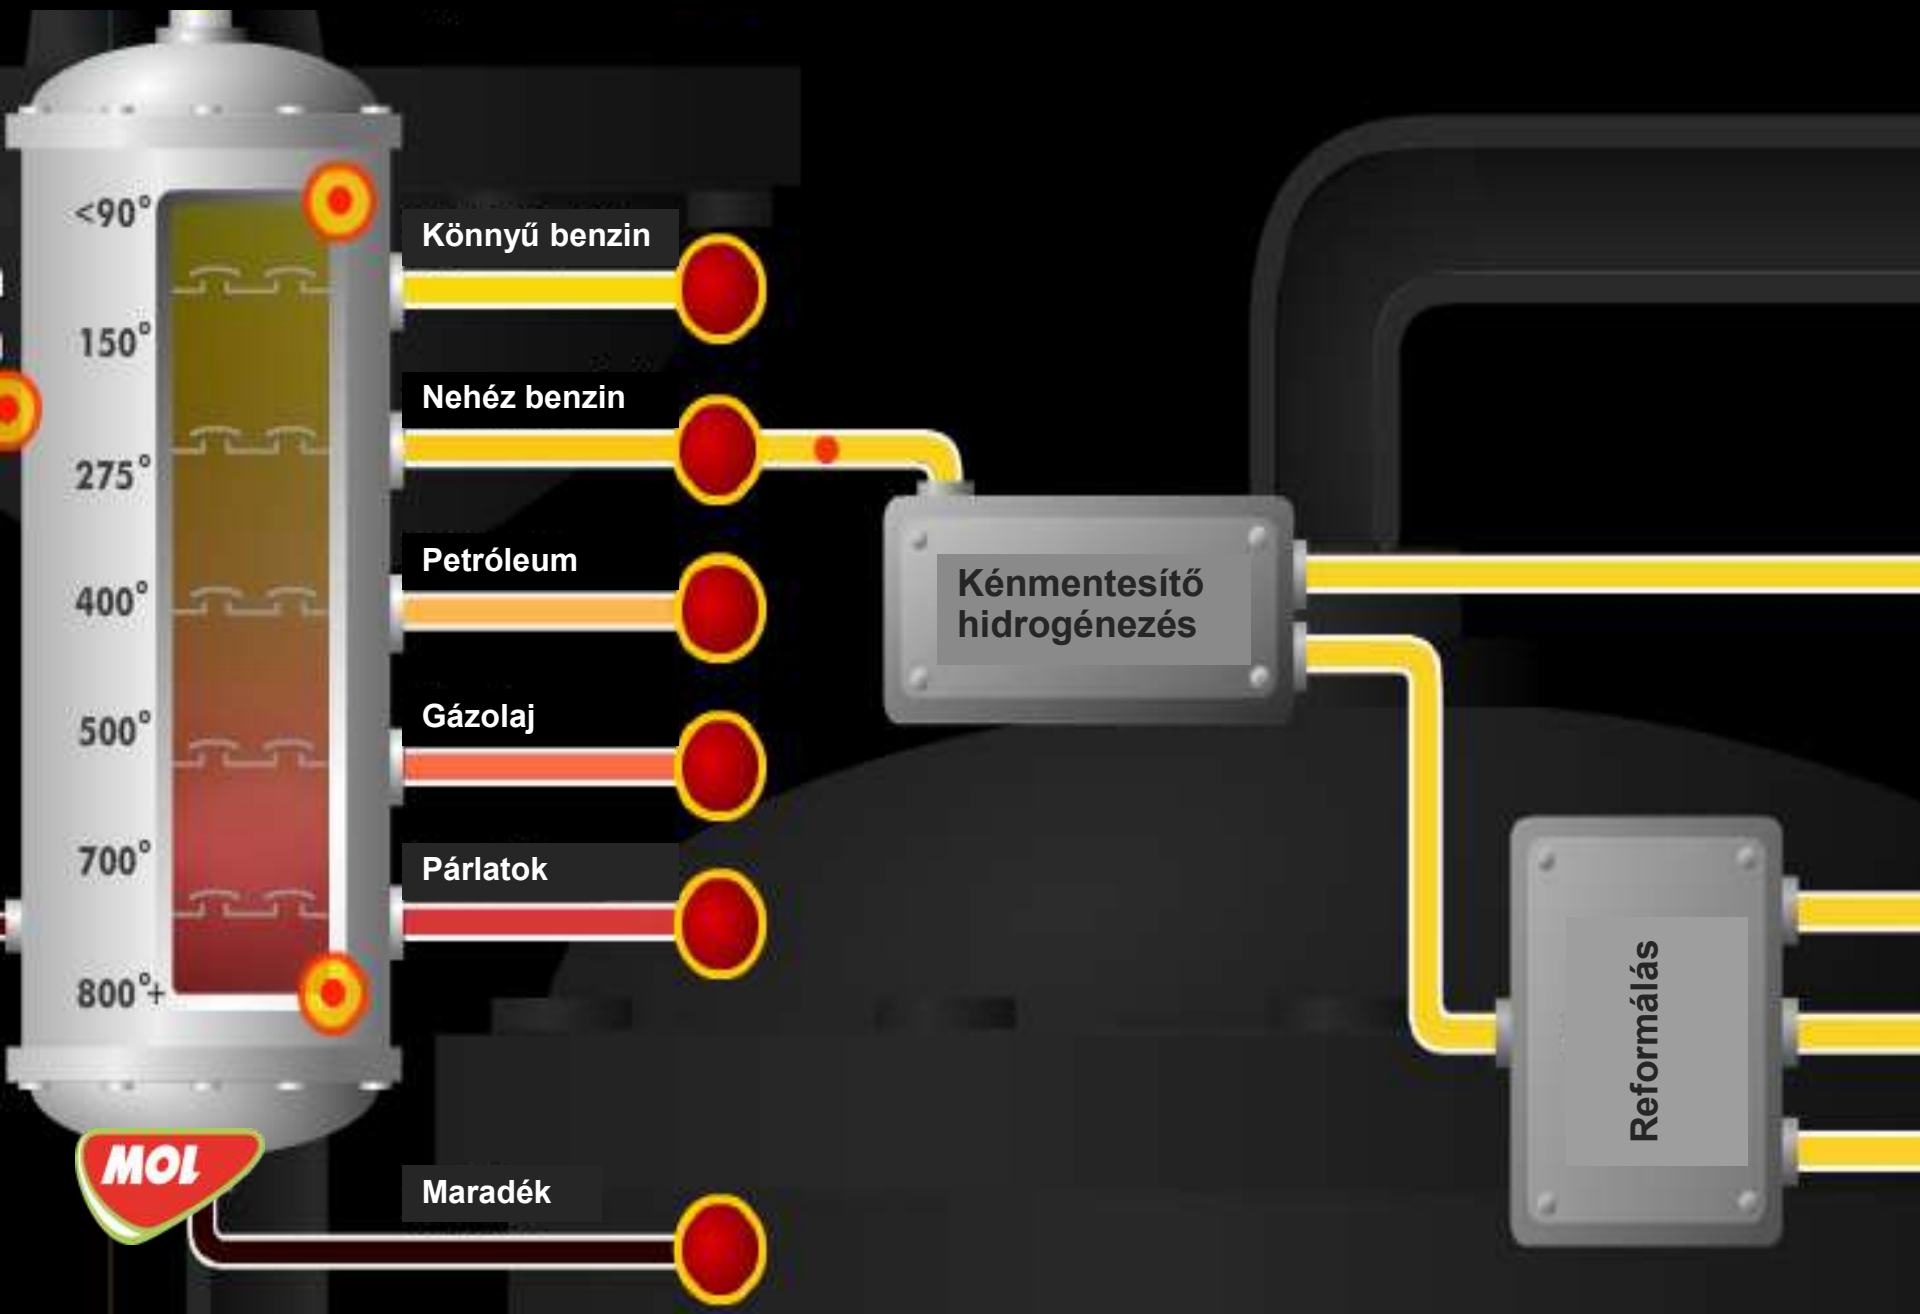 <90°
150°
275°
400°
500°
700°
800°+
Könnyű benzin
Nehéz benzin
Petróleum
Gázolaj
Párlatok
Maradék
Kénmentesítő
hidrogénezés
Reformálás
MOL